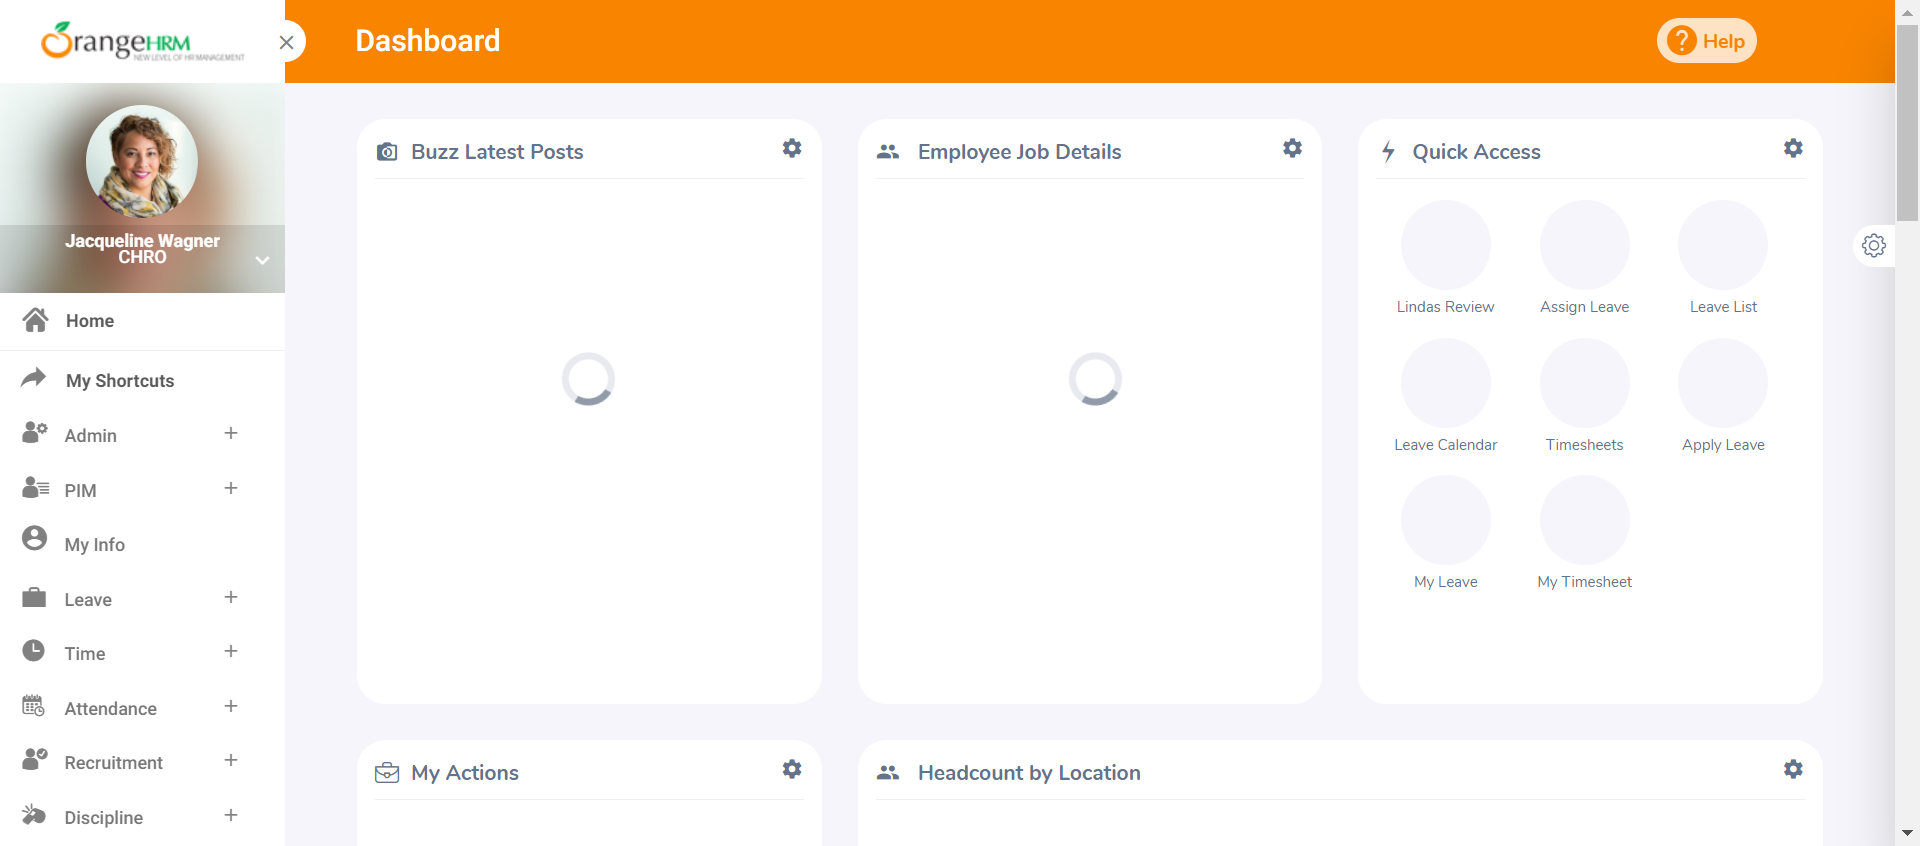 OrangeHRM
NEW LEVEL OF HR MANAGEMENT
Dashboard
Help
Jacqueline Wagner
CHRO
Home
My Shortcuts
Admin
PIM
My Info
Leave
Time
Attendance
Recruitment
Discipline
Buzz Latest Posts
Employee Job Details
Quick Access
Lindas Review
Assign Leave
Leave List
Leave Calendar
Timesheets
Apply Leave
My Leave
My Timesheet
My Actions
Headcount by Location